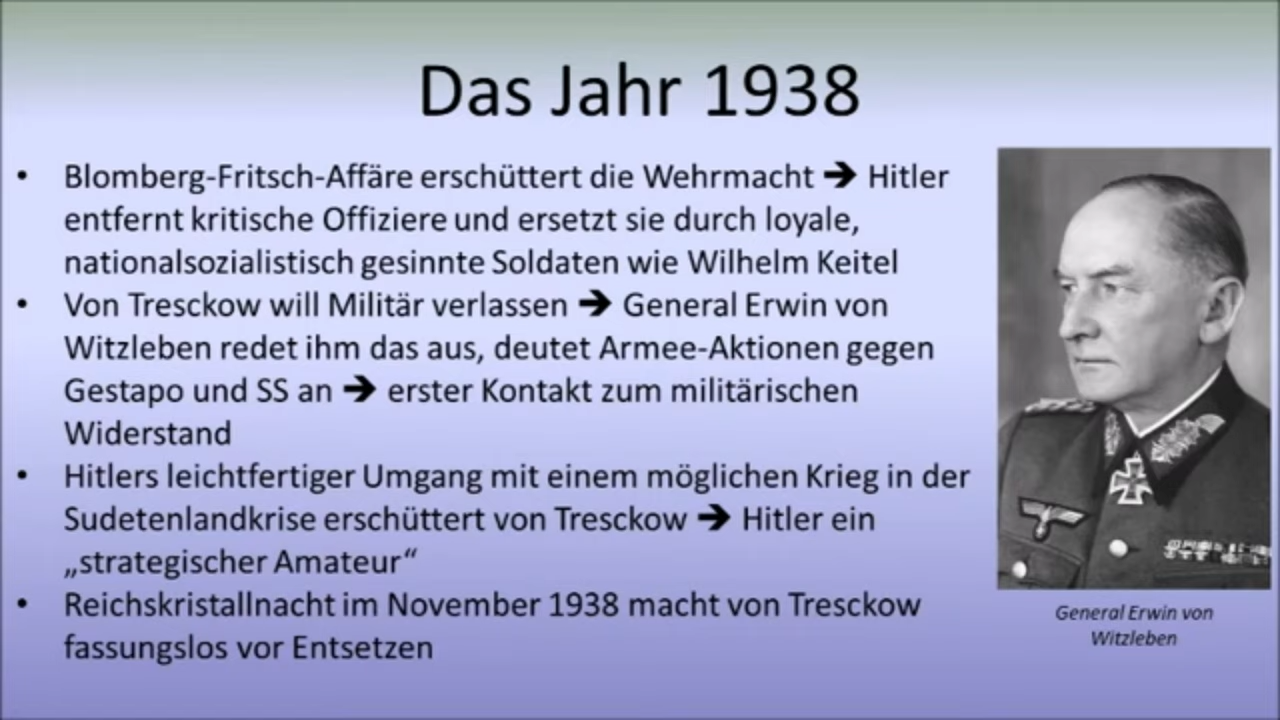 Das Jahr 1938
• Blomberg-Fritsch-Affäre erschüttert die Wehrmacht ➔ Hitler
entfernt kritische Offiziere und ersetzt sie durch loyale,
nationalsozialistisch gesinnte Soldaten wie Wilhelm Keitel
• Von Tresckow will Militär verlassen ➔ General Erwin von
Witzleben redet ihm das aus, deutet Armee-Aktionen gegen
Gestapo und SS an ➔ erster Kontakt zum militärischen
Widerstand
• Hitlers leichtfertiger Umgang mit einem möglichen Krieg in der
Sudetenlandkrise erschüttert von Tresckow ➔ Hitler ein
„strategischer Amateur“
• Reichskristallnacht im November 1938 macht von Tresckow
fassungslos vor Entsetzen
General Erwin von
Witzleben